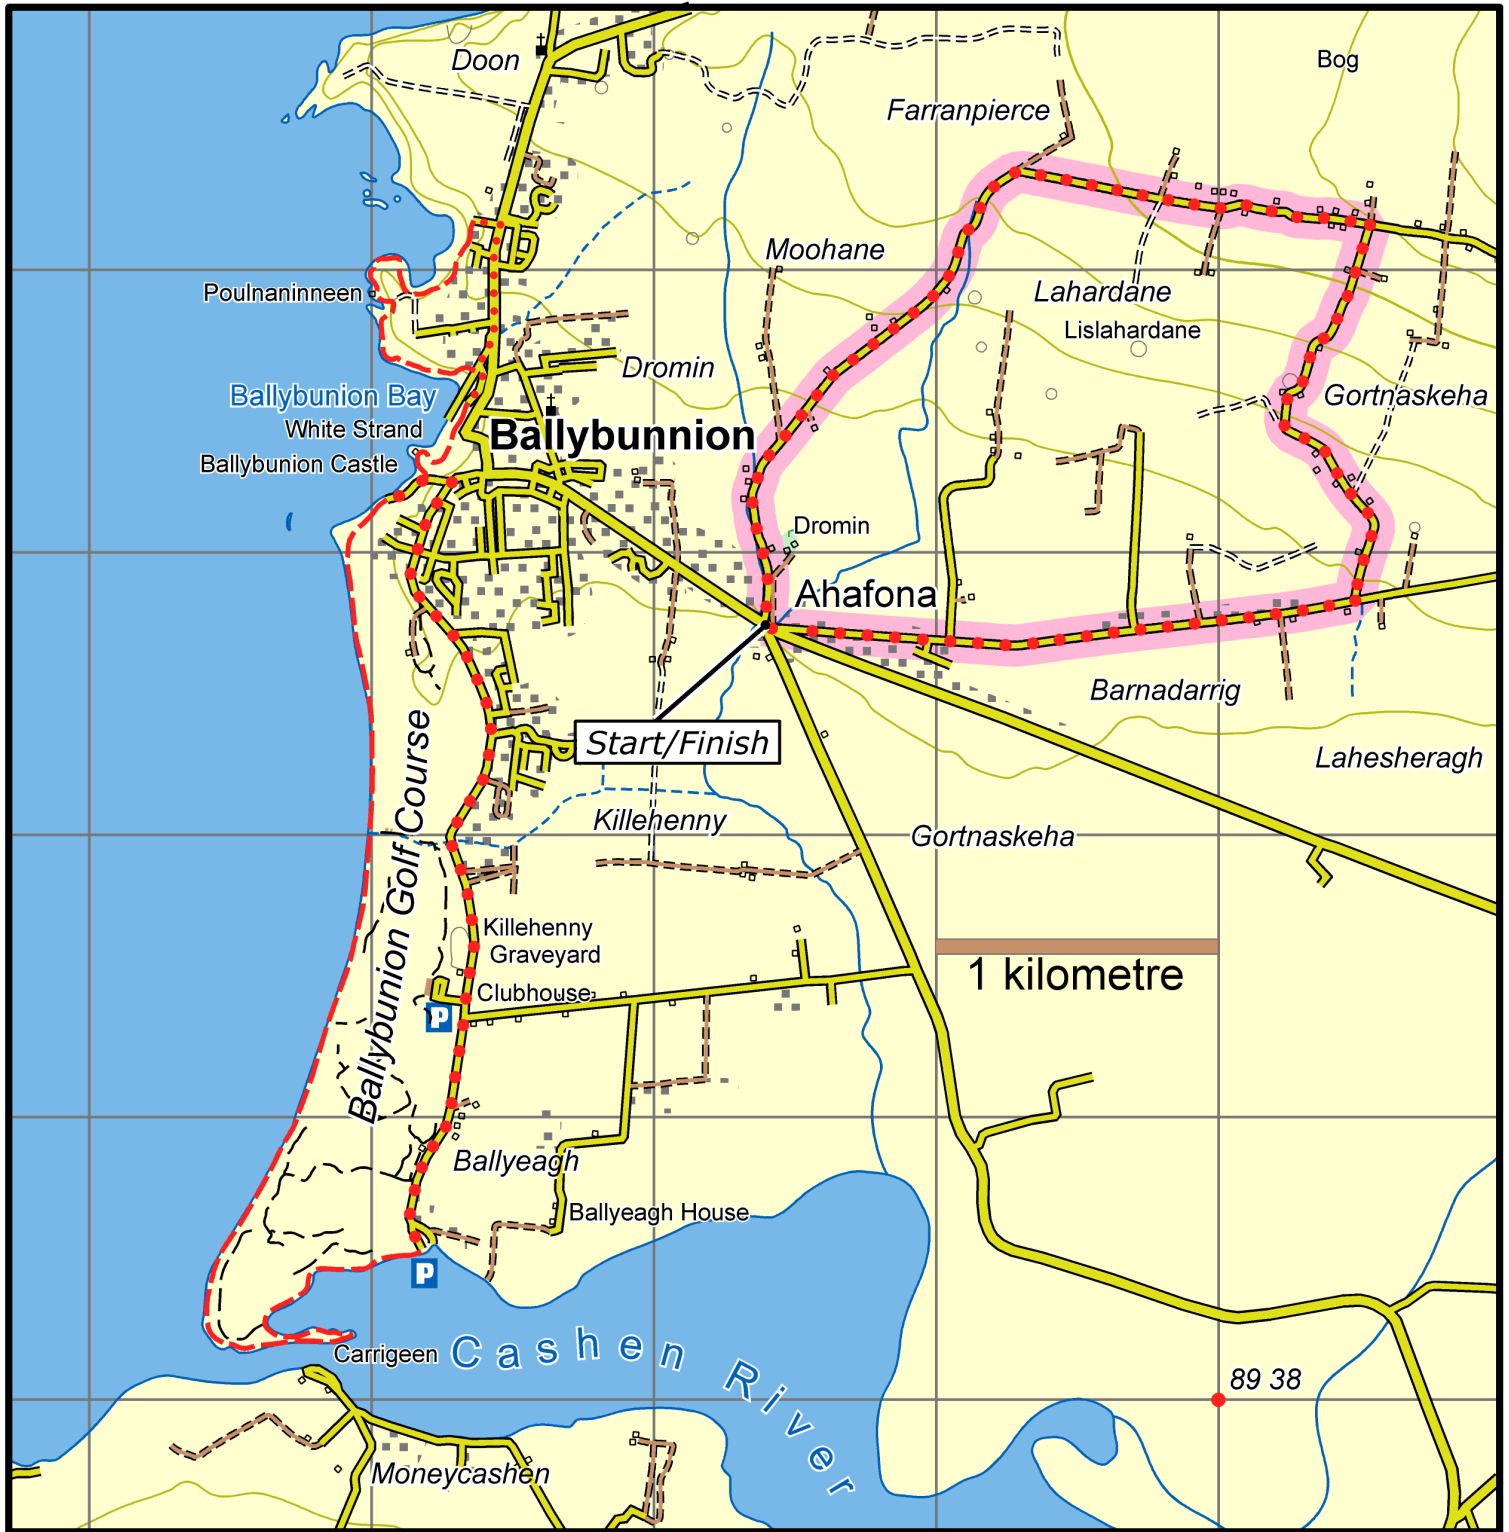 Doon
Bog
Farranpierce
Moohane
Poulnaninneen
Lahardane
Lislahardane
Dromin
Ballybunion Bay
Gortnaskeha
White Strand
Ballybunnion
Ballybunion Castle
Dromin
Ahafona
Barnadarrig
Start/Finish
Lahesheragh
Killehenny
Gortnaskeha
Ballybunion Golf Course
Killehenny
Graveyard
1 kilometre
Clubhouse
P
Ballyeagh
Ballyeagh House
P
Carrigeen
Cashen River
89 38
Moneycashen